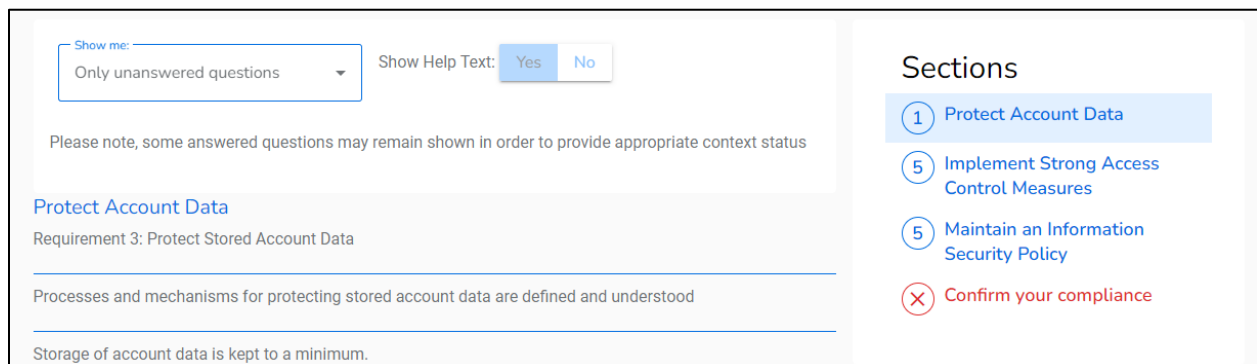 Show me:
Only unanswered questions
Show Help Text: Yes No
Please note, some answered questions may remain shown in order to provide appropriate context status
Protect Account Data
Requirement 3: Protect Stored Account Data
Processes and mechanisms for protecting stored account data are defined and understood
Storage of account data is kept to a minimum.
Sections
1 Protect Account Data
5 Implement Strong Access
Control Measures
5 Maintain an Information
Security Policy
Confirm your compliance